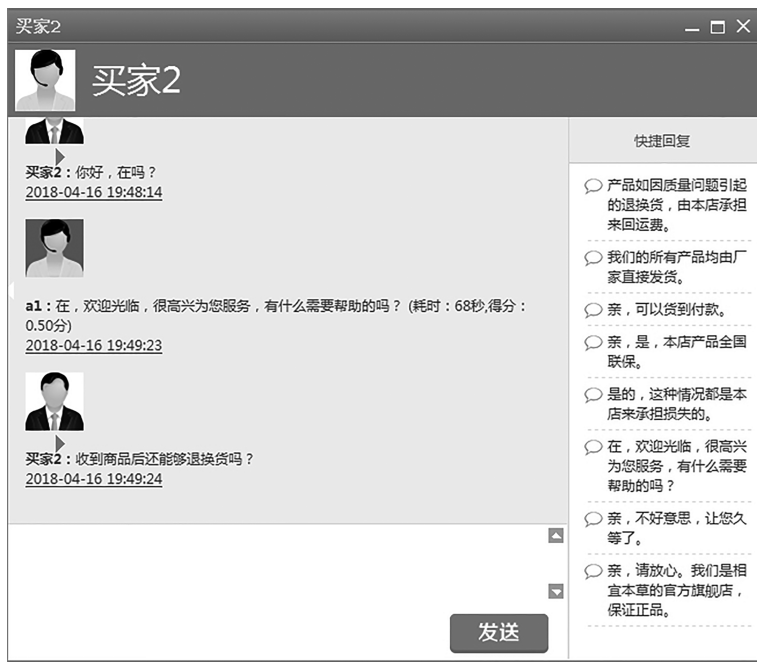 买家2
买家2
买家2：你好，在吗？
2018-04-16 19:48:14
a1：在，欢迎光临，很高兴为您服务，有什么需要帮助的吗？ (耗时：68秒,得分：
0.50分)
2018-04-16 19:49:23
买家2：收到商品后还能够退换货吗？
2018-04-16 19:49:24
发送
快捷回复
产品如因质量问题引起
的退换货，由本店承担
来回运费。
我们的所有产品均由厂
家直接发货。
亲，可以货到付款。
亲，是，本店产品全国
联保。
是的，这种情况都是本
店来承担损失的。
在，欢迎光临，很高兴
为您服务，有什么需要
帮助的吗？
亲，不好意思，让您久
等了。
亲，请放心。我们是相
宜本草的官方旗舰店，
保证正品。